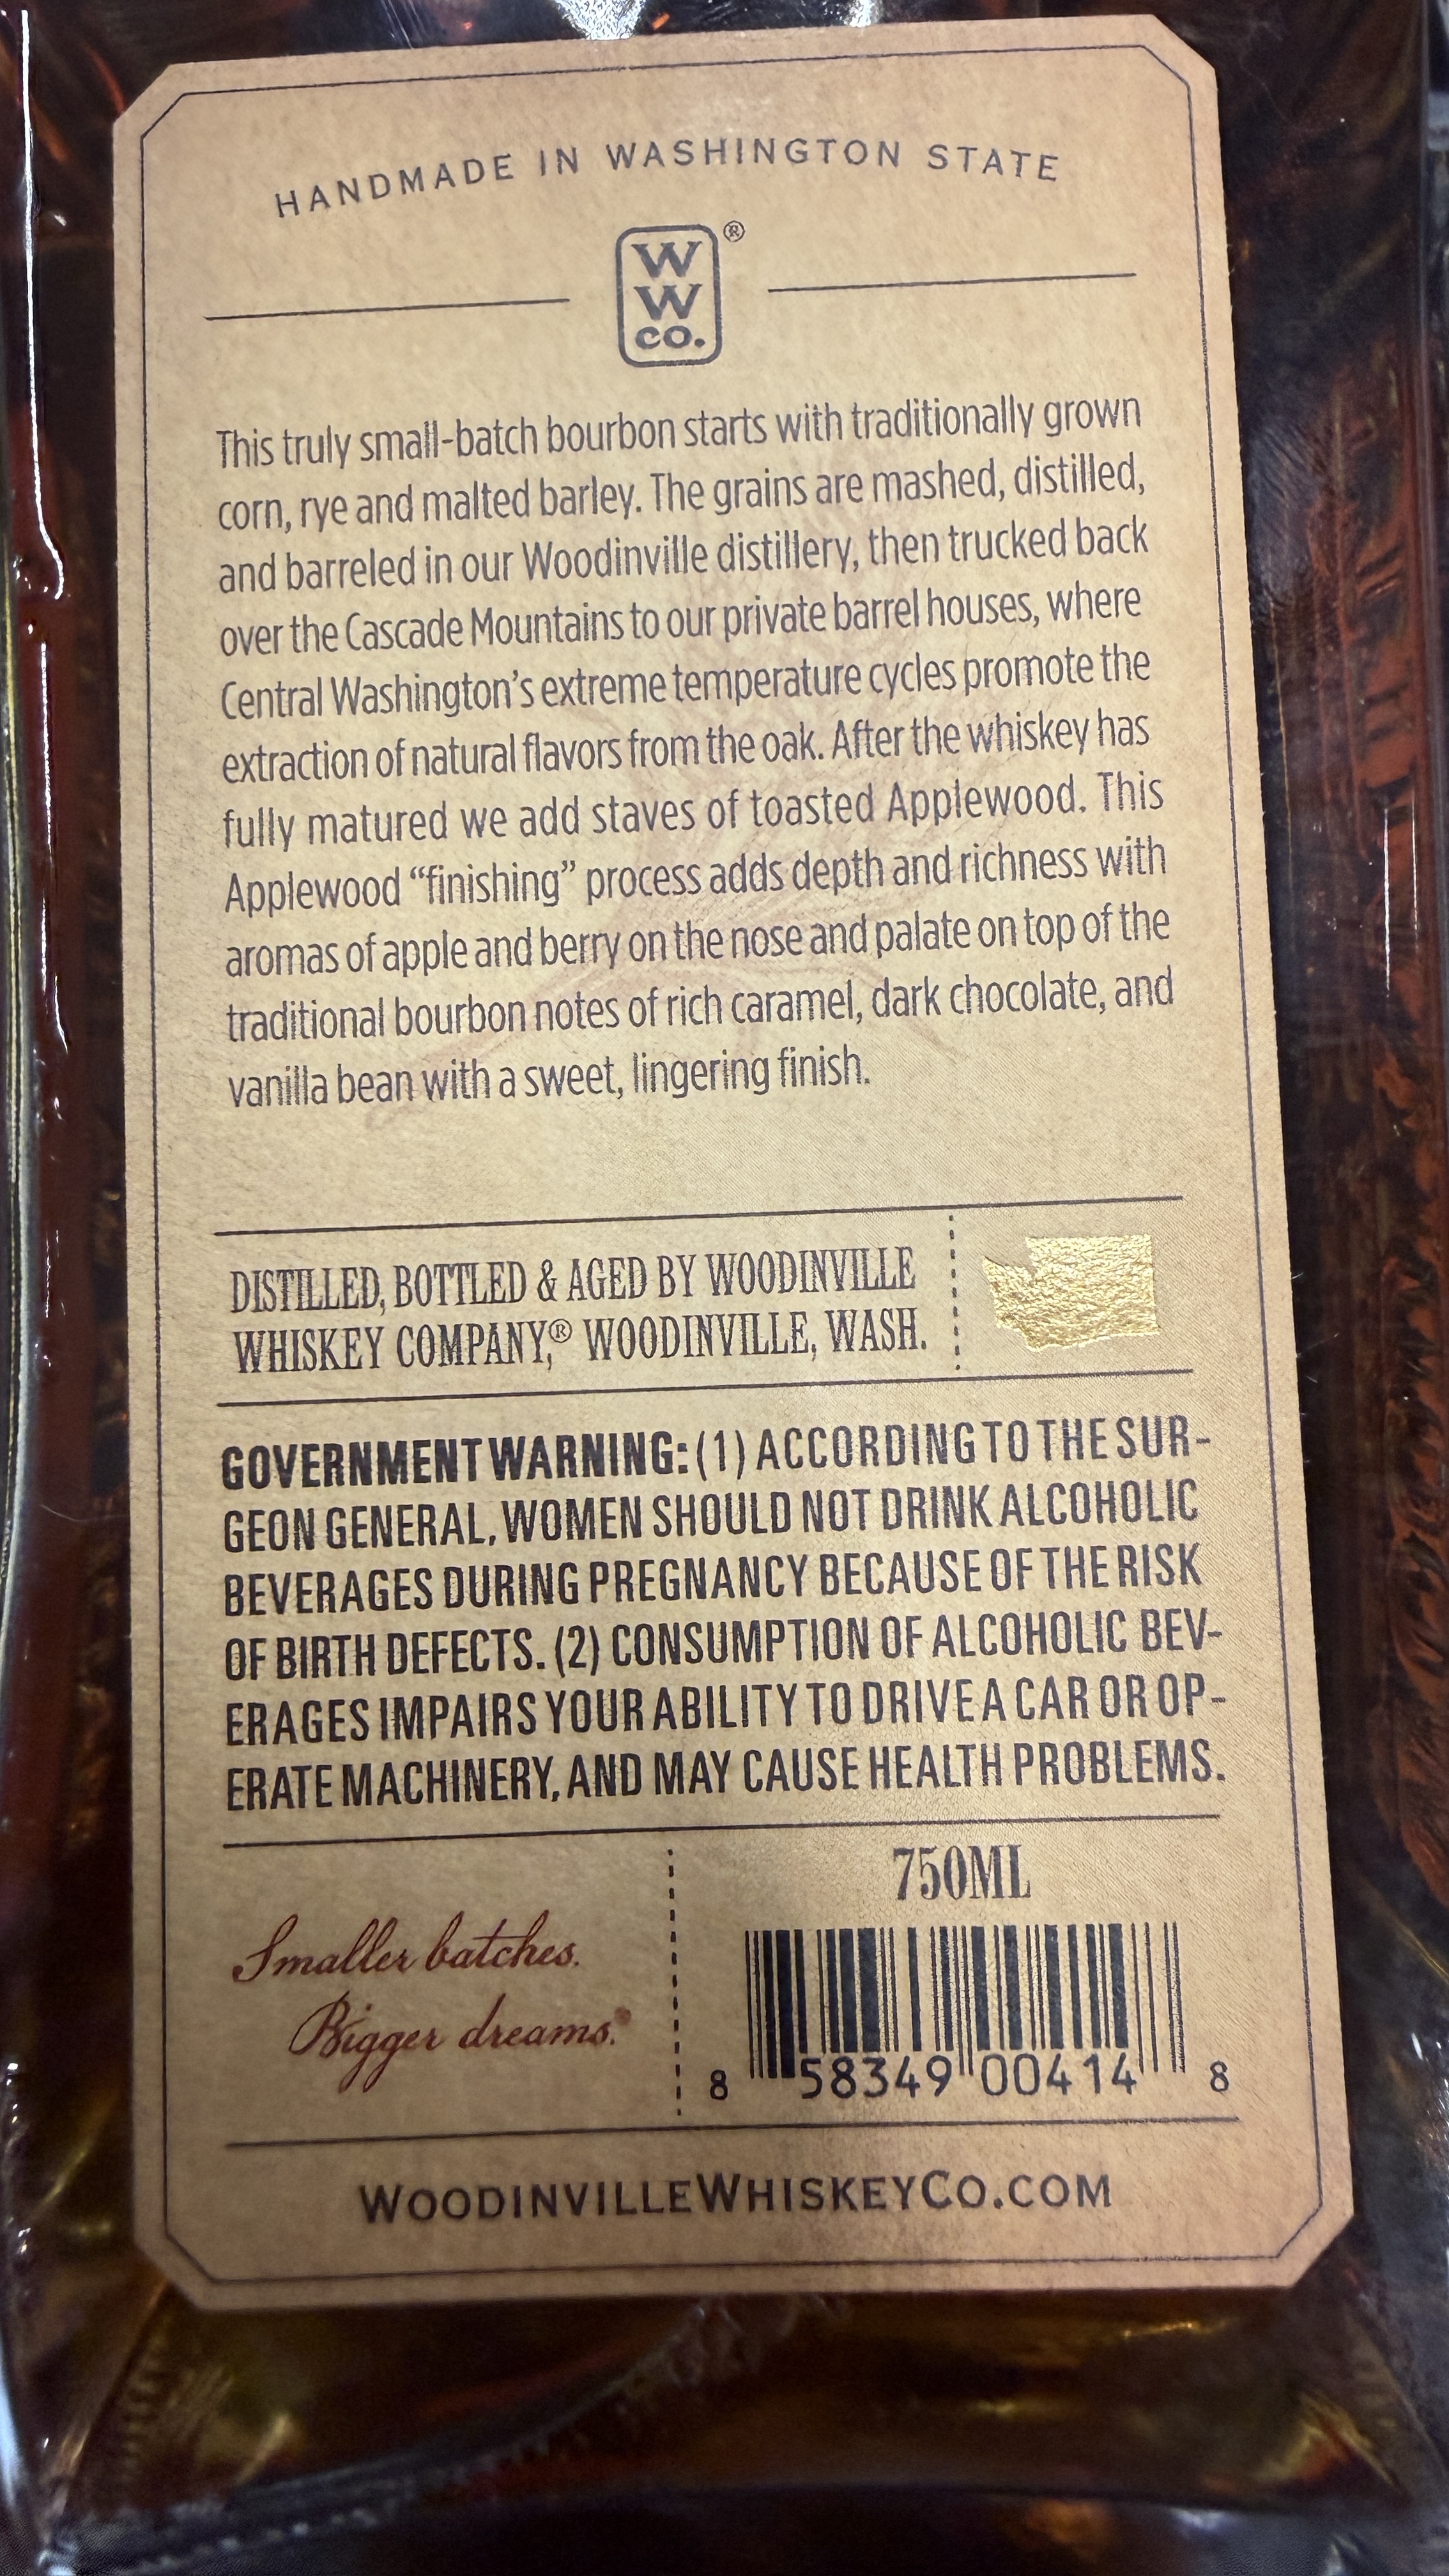 HANDMADE IN WASHINGTON STATE
W
W
CO.
®
This truly small-batch bourbon starts with traditionally grown
corn, rye and malted barley. The grains are mashed, distilled,
and barreled in our Woodinville distillery, then trucked back
over the Cascade Mountains to our private barrel houses, where
Central Washington's extreme temperature cycles promote the
extraction of natural flavors from the oak. After the whiskey has
fully matured we add staves of toasted Applewood. This
Applewood “finishing” process adds depth and richness with
aromas of apple and berry on the nose and palate on top of the
traditional bourbon notes of rich caramel, dark chocolate, and
vanilla bean with a sweet, lingering finish.
DISTILLED, BOTTLED & AGED BY WOODINVILLE
WHISKEY COMPANY,® WOODINVILLE, WASH.
GOVERNMENT WARNING: (1) ACCORDING TO THE SUR-
GEON GENERAL, WOMEN SHOULD NOT DRINK ALCOHOLIC
BEVERAGES DURING PREGNANCY BECAUSE OF THE RISK
OF BIRTH DEFECTS. (2) CONSUMPTION OF ALCOHOLIC BEV-
ERAGES IMPAIRS YOUR ABILITY TO DRIVE A CAR OR OP-
ERATE MACHINERY, AND MAY CAUSE HEALTH PROBLEMS.
Smaller batches.
Bigger dreams.®
750ML
8 58349 00414 8
WOODINVILLEWHISKEYCO.COM